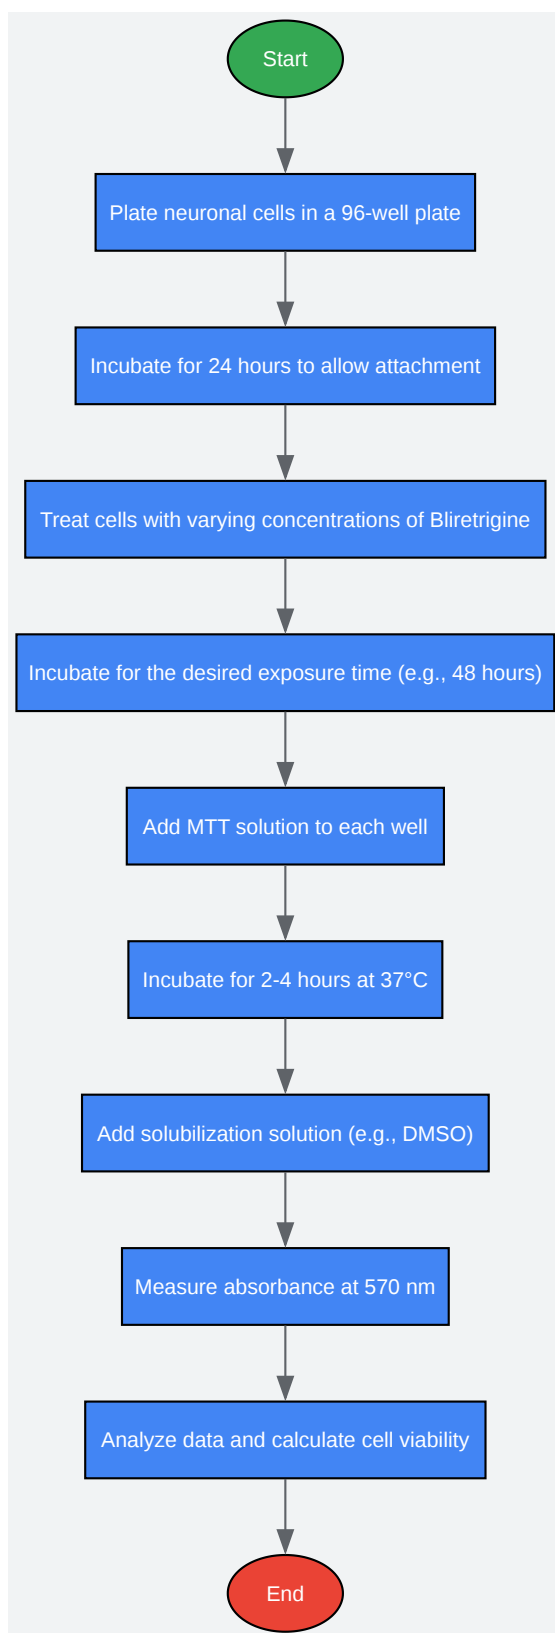 Start
Plate neuronal cells in a 96-well plate
Incubate for 24 hours to allow attachment
Treat cells with varying concentrations of Bliretrigine
Incubate for the desired exposure time (e.g., 48 hours)
Add MTT solution to each well
Incubate for 2-4 hours at 37°C
Add solubilization solution (e.g., DMSO)
Measure absorbance at 570 nm
Analyze data and calculate cell viability
End